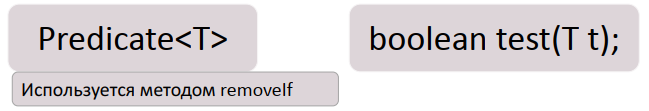 Predicate<T>
boolean test(T t);
Используется методом removeIf